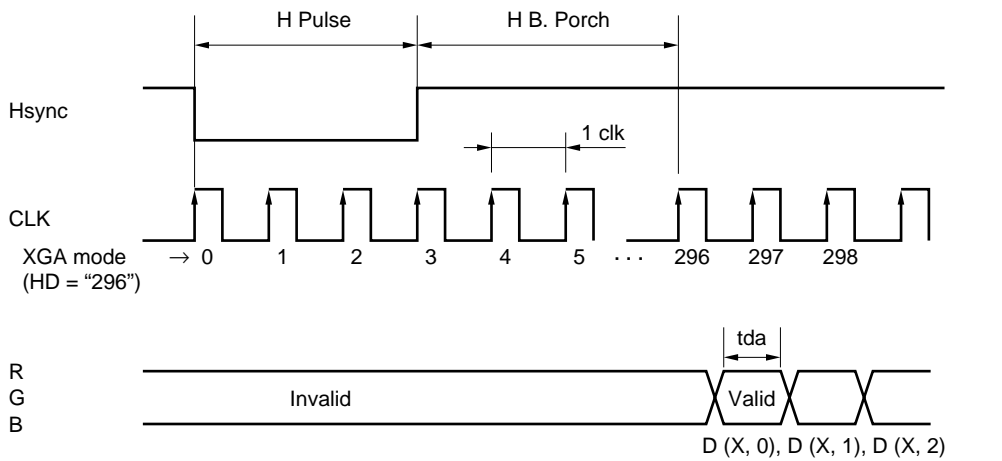 H Pulse H B. Porch
Hsync
1 clk
CLK
XGA mode → 0 1 2 3 4 5 ··· 296 297 298
(HD = “296”)
tda
R
G Invalid Valid
B
D (X, 0), D (X, 1), D (X, 2)